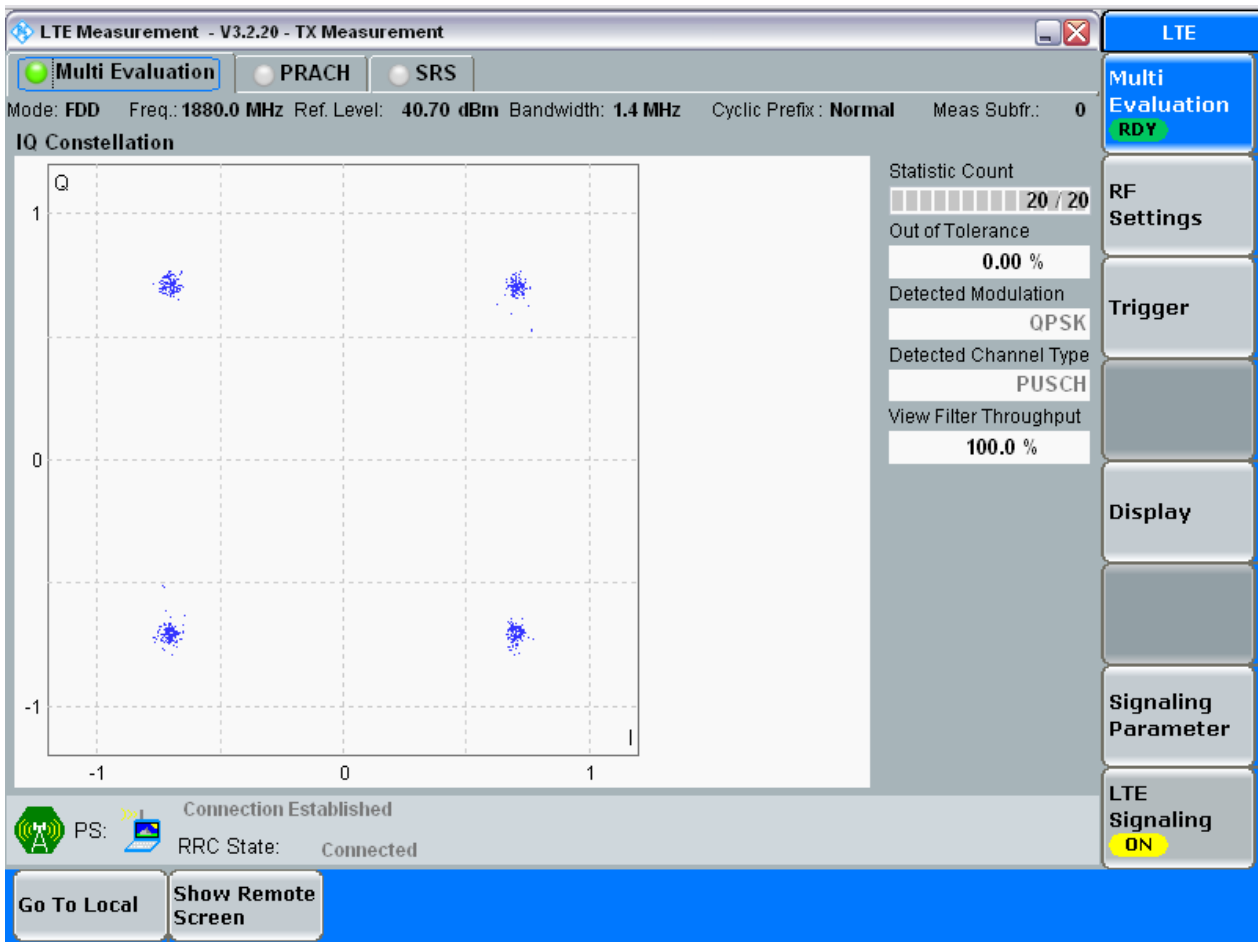 LTE Measurement - V3.2.20 - TX Measurement
LTE
Multi Evaluation PRACH SRS
Multi
Evaluation
RDY
Mode: FDD Freq.: 1880.0 MHz Ref. Level: 40.70 dBm Bandwidth: 1.4 MHz Cyclic Prefix : Normal Meas Subfr.: 0
IQ Constellation
Q
1
0
-1
-1 0 1
I
Statistic Count
20 / 20
Out of Tolerance
0.00 %
Detected Modulation
QPSK
Detected Channel Type
PUSCH
View Filter Throughput
100.0 %
RF
Settings
Trigger
Display
Signaling
Parameter
LTE
Signaling
ON
PS:
Connection Established
RRC State: Connected
Go To Local
Show Remote
Screen